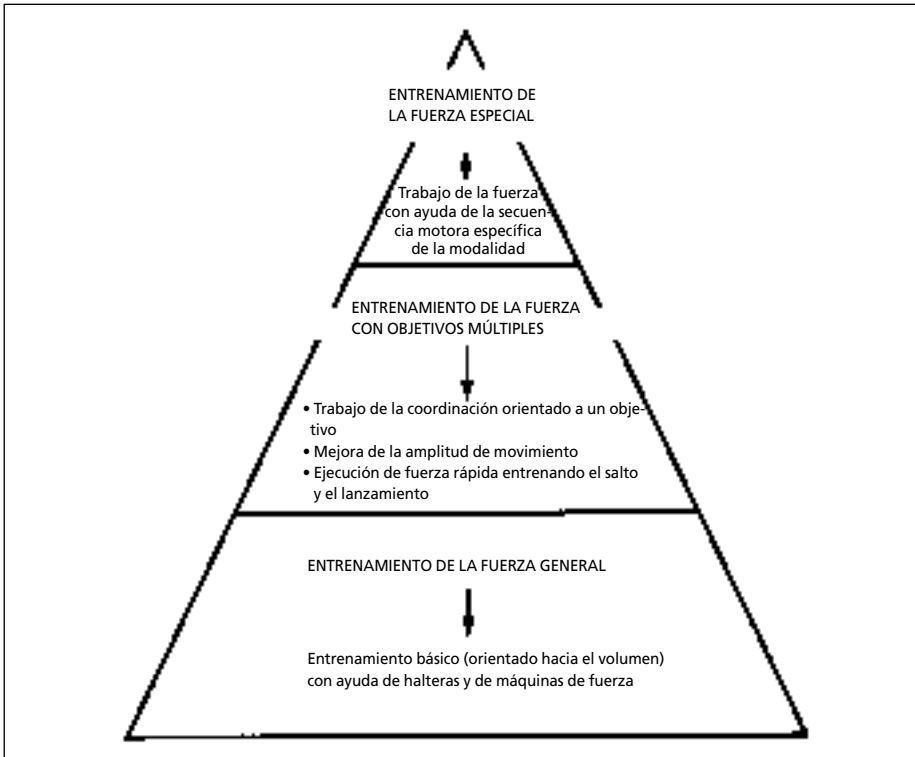 ENTRENAMIENTO DE
LA FUERZA ESPECIAL
Trabajo de la fuerza
con ayuda de la secuen-
cia motora específica
de la modalidad
ENTRENAMIENTO DE LA FUERZA
CON OBJETIVOS MÚLTIPLES
• Trabajo de la coordinación orientado a un obje-
tivo
• Mejora de la amplitud de movimiento
• Ejecución de fuerza rápida entrenando el salto
y el lanzamiento
ENTRENAMIENTO DE LA FUERZA GENERAL
Entrenamiento básico (orientado hacia el volumen)
con ayuda de halteras y de máquinas de fuerza